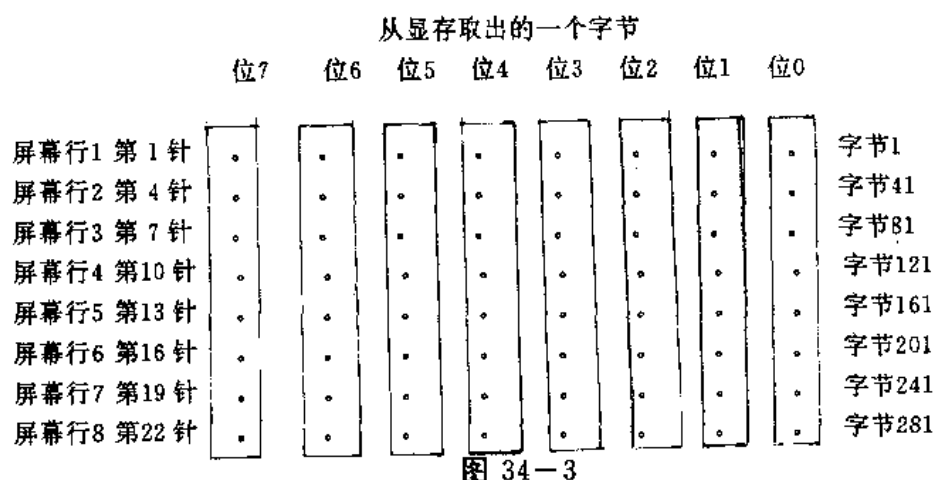 从显存取出的一个字节
位7 位6 位5 位4 位3 位2 位1 位0
屏幕行1 第 1 针 字节1
屏幕行2 第 4 针 字节41
屏幕行3 第 7 针 字节81
屏幕行4 第10 针 字节121
屏幕行5 第13 针 字节161
屏幕行6 第16 针 字节201
屏幕行7 第19 针 字节241
屏幕行8 第22 针 字节281
图 34－3